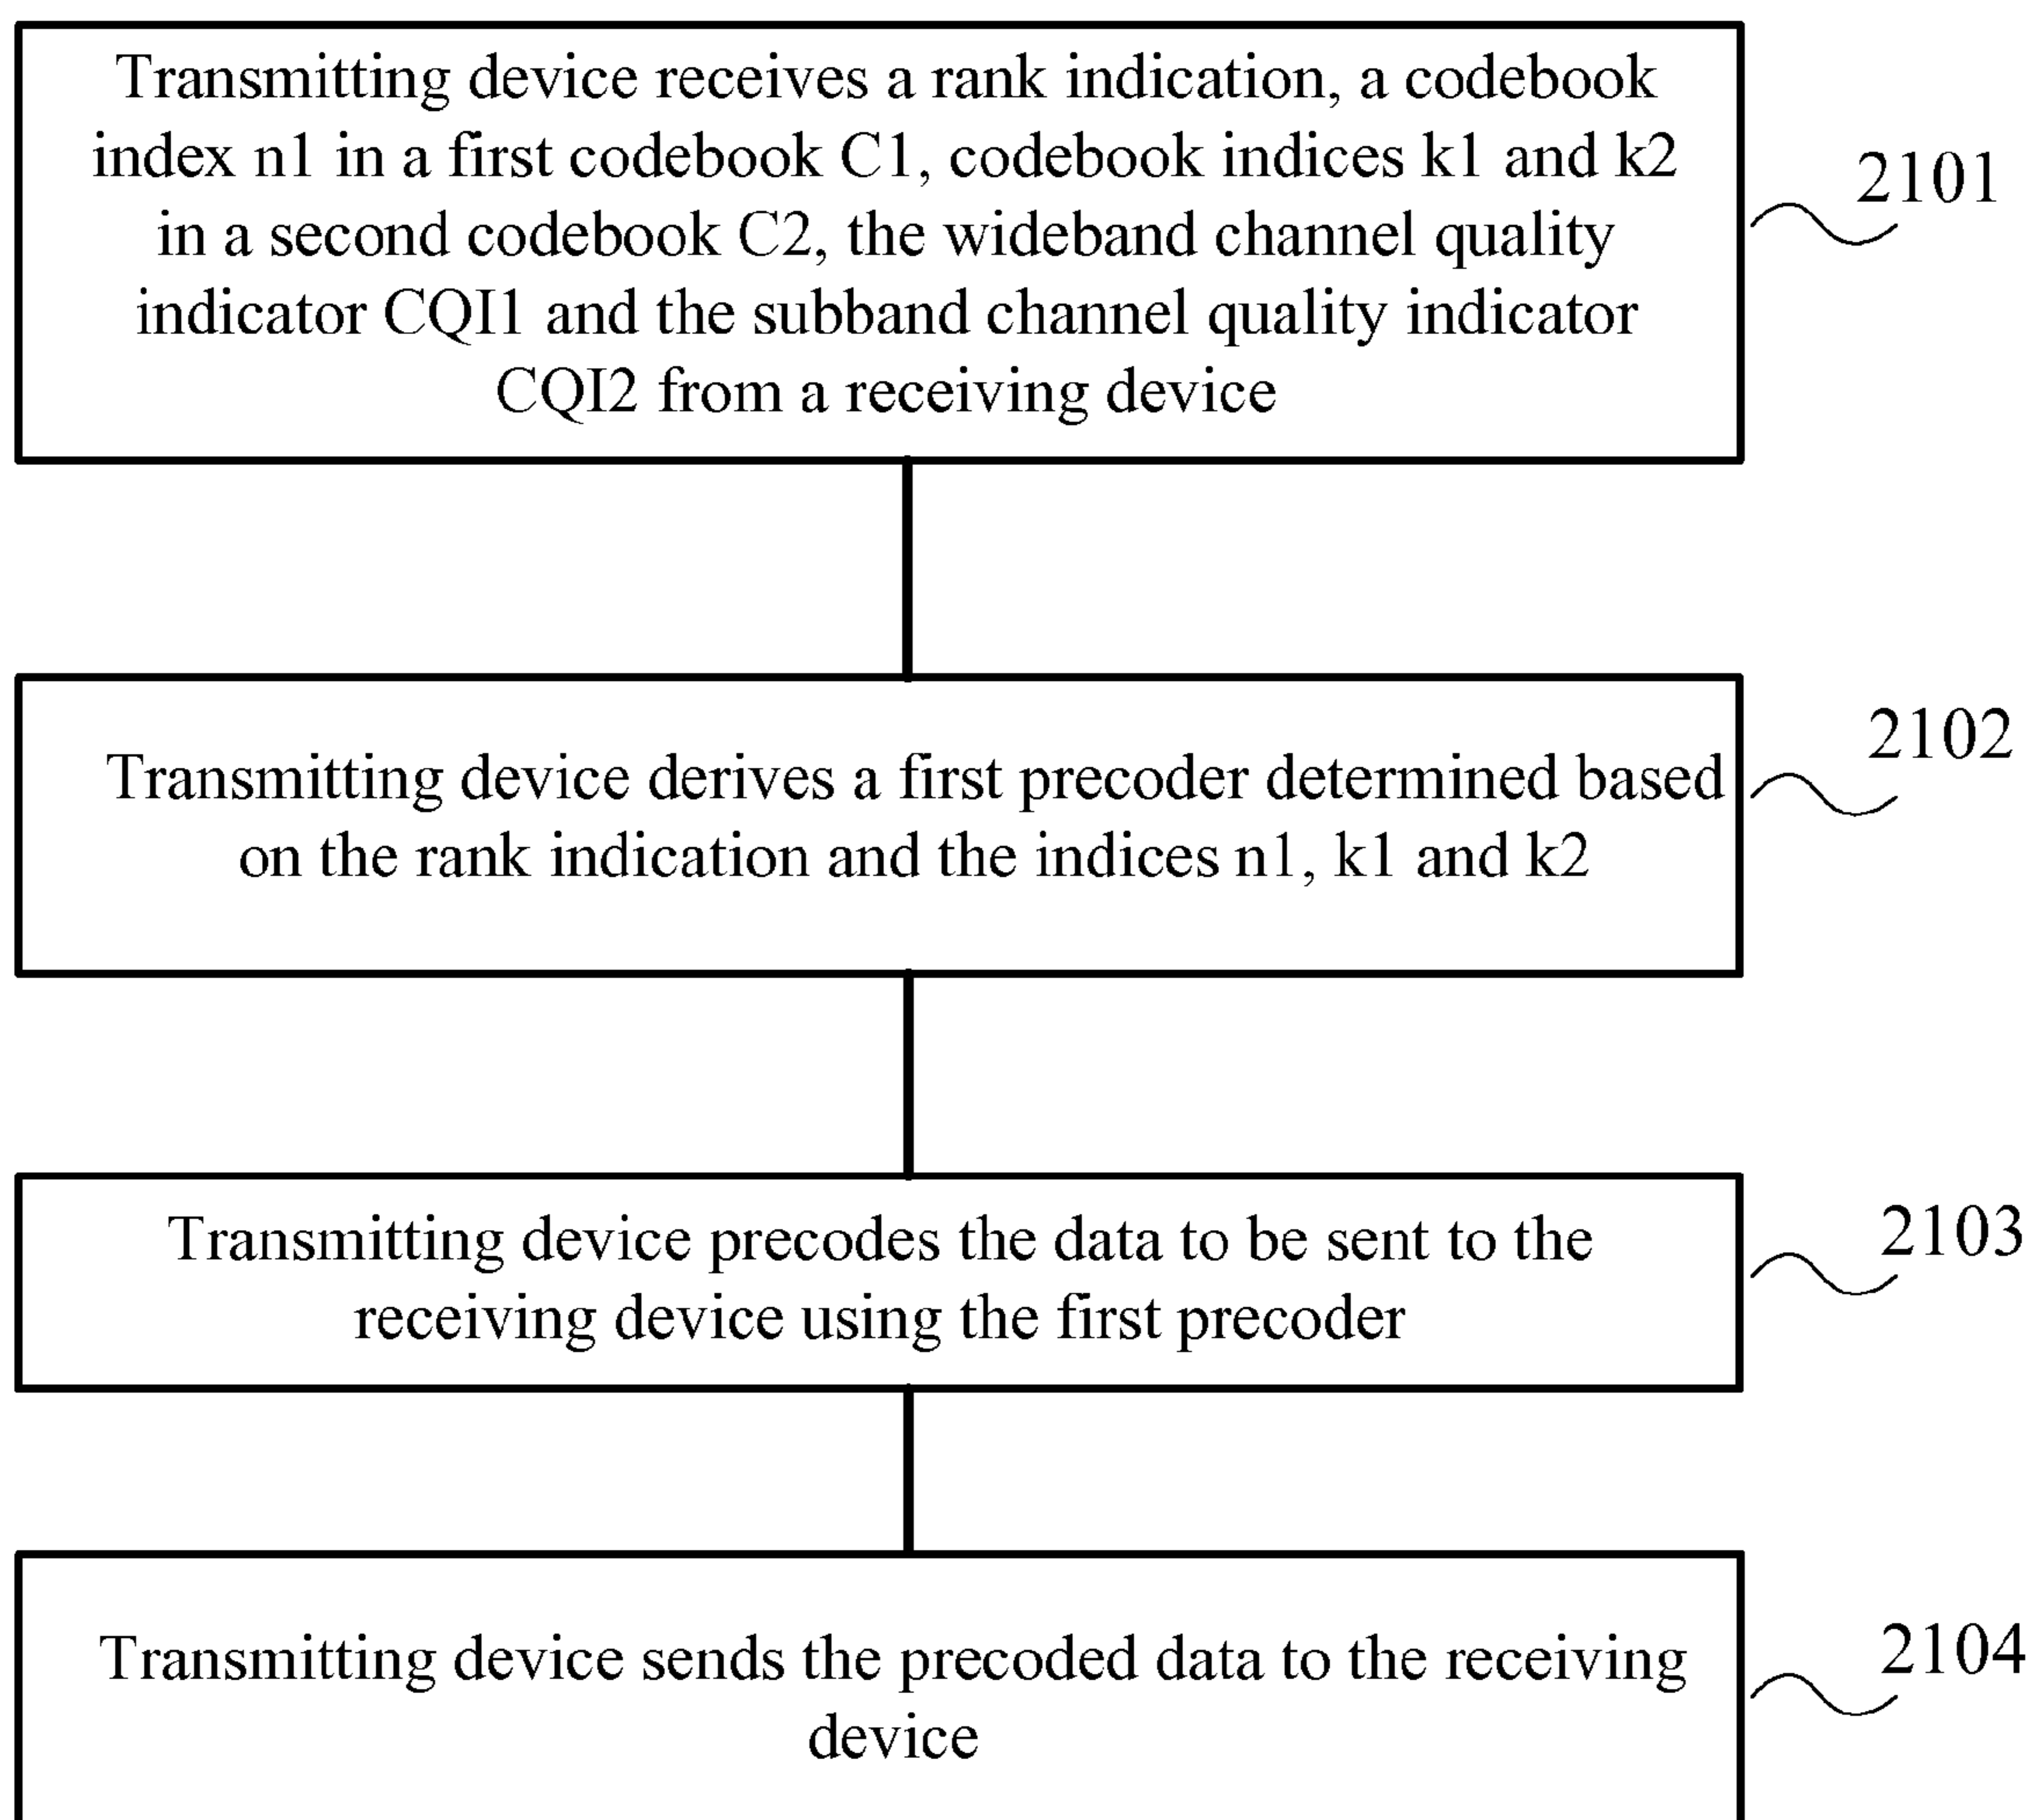 Transmitting device receives a rank indication, a codebook
index n1 in a first codebook C1, codebook indices k1 and k2
in a second codebook C2, the wideband channel quality
indicator CQI1 and the subband channel quality indicator
CQI2 from a receiving device
2101
Transmitting device derives a first precoder determined based
on the rank indication and the indices n1, k1 and k2
2102
Transmitting device precodes the data to be sent to the
receiving device using the first precoder
2103
Transmitting device sends the precoded data to the receiving
device
2104